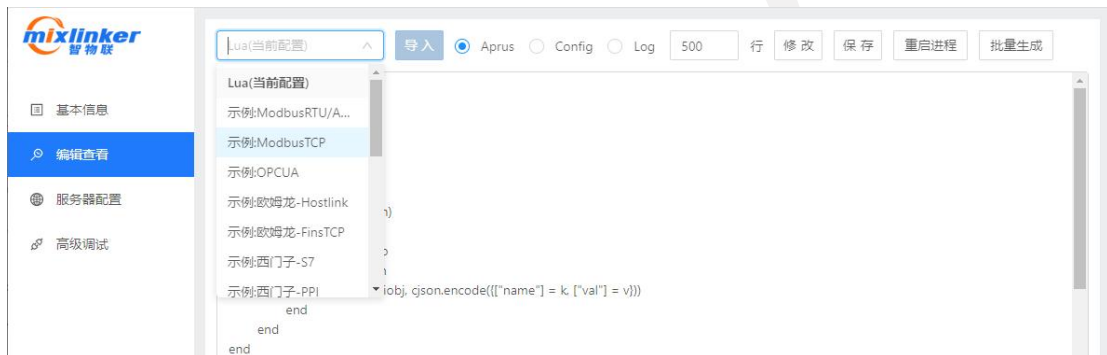 mixlinker
智物联
基本信息
编辑查看
服务器配置
高级调试
Lua(当前配置) 导入 Aprus Config Log 500 行 修改 保存 重启进程 批量生成
Lua(当前配置)
示例:ModbusRTU/A...
示例:ModbusTCP
示例:OPCUA
示例:欧姆龙-Hostlink
示例:欧姆龙-FinsTCP
示例:西门子-S7
示例:西门子-PPI
iobj, cjson.encode({["name"] = k, ["val"] = v}))
end
end
end